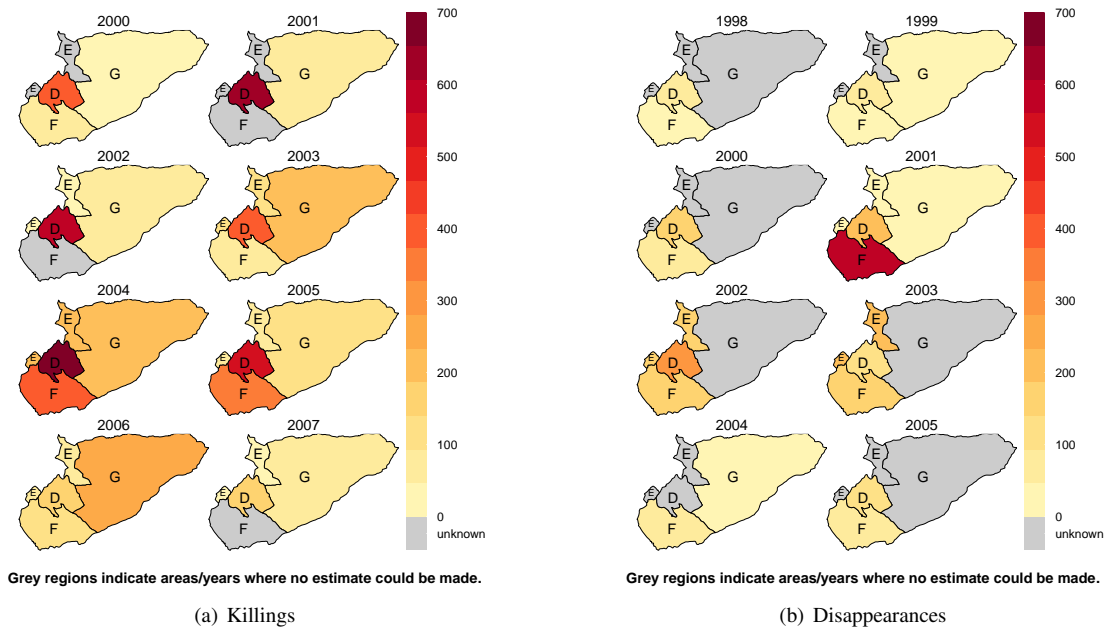 2000 2001
E E
G G
E D E D
F F
2002 2003
E E
G G
E D E D
F F
2004 2005
E E
G G
E D E D
F F
2006 2007
E E
G G
E D E D
F F
700
600
500
400
300
200
100
0
unknown
Grey regions indicate areas/years where no estimate could be made.
(a) Killings
1998 1999
E E
G G
E D E D
F F
2000 2001
E E
G G
E D E D
F F
2002 2003
E E
G G
E D E D
F F
2004 2005
E E
G G
E D E D
F F
700
600
500
400
300
200
100
0
unknown
Grey regions indicate areas/years where no estimate could be made.
(b) Disappearances